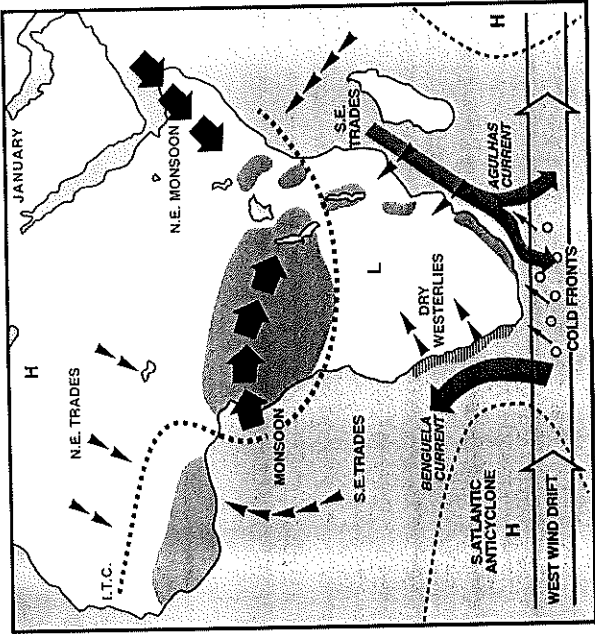 JANUARY
H
N.E. TRADES
N.E. MONSOON
I.T.C.
MONSOON
S.E. TRADES
S.E.
TRADES
L
DRY
WESTERLIES
AGULHAS
CURRENT
BENGUELA
CURRENT
COLD FRONTS
S.ATLANTIC
ANTICYCLONE
H
H
WEST WIND DRIFT